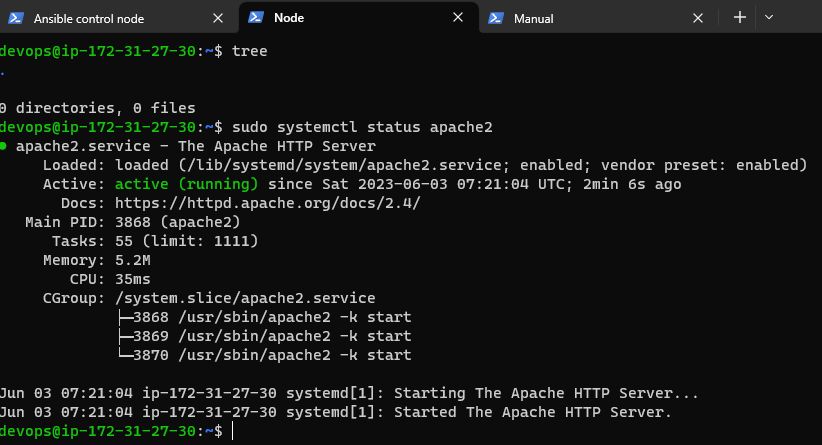 Ansible control node
Node
Manual
devops@ip-172-31-27-30:~$ tree
.
0 directories, 0 files
devops@ip-172-31-27-30:~$ sudo systemctl status apache2
● apache2.service - The Apache HTTP Server
Loaded: loaded (/lib/systemd/system/apache2.service; enabled; vendor preset: enabled)
Active: active (running) since Sat 2023-06-03 07:21:04 UTC; 2min 6s ago
Docs: https://httpd.apache.org/docs/2.4/
Main PID: 3868 (apache2)
Tasks: 55 (limit: 1111)
Memory: 5.2M
CPU: 35ms
CGroup: /system.slice/apache2.service
├─3868 /usr/sbin/apache2 -k start
├─3869 /usr/sbin/apache2 -k start
└─3870 /usr/sbin/apache2 -k start
Jun 03 07:21:04 ip-172-31-27-30 systemd[1]: Starting The Apache HTTP Server...
Jun 03 07:21:04 ip-172-31-27-30 systemd[1]: Started The Apache HTTP Server.
devops@ip-172-31-27-30:~$